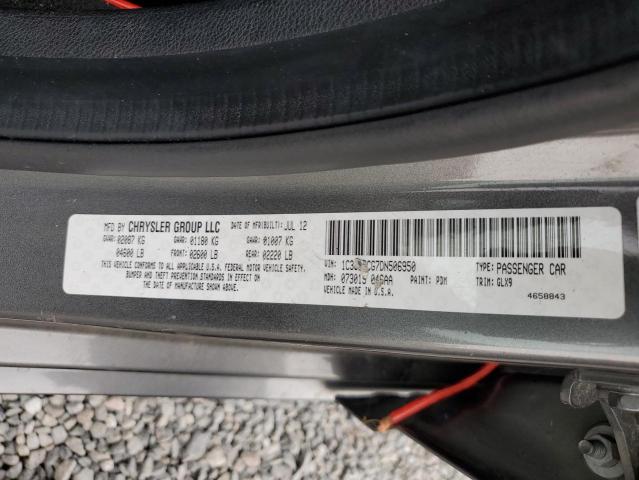 MFD BY CHRYSLER GROUP LLC DATE OF MFR(BUILT): JUL 12
GVWR: 02087 KG GAWR: 01180 KG GAWR: 01007 KG
04600 LB FRONT: 02600 LB REAR: 02220 LB
THIS VEHICLE CONFORMS TO ALL APPLICABLE U.S.A. FEDERAL MOTOR VEHICLE SAFETY,
BUMPER AND THEFT PREVENTION STANDARDS IN EFFECT ON
THE DATE OF MANUFACTURE SHOWN ABOVE.
VIN: TYPE: PASSENGER CAR
MDH: 073015 PAINT: PDM TRIM: GLX9
VEHICLE MADE IN U.S.A. 4658843